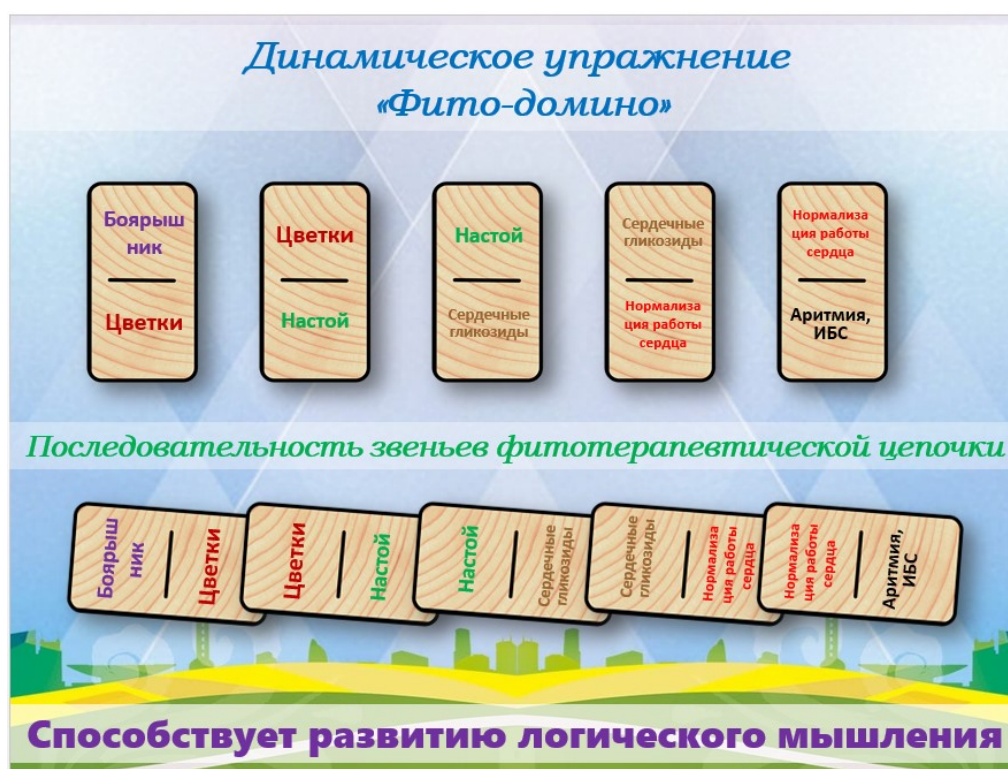 Динамическое упражнение
«Фито-домино»
Боярыш
ник
Цветки
Цветки
Настой
Настой
Сердечные
гликозиды
Сердечные
гликозиды
Нормализа
ция работы
сердца
Нормализа
ция работы
сердца
Аритмия,
ИБС
Последовательность звеньев фитотерапевтической цепочки
Боярыш
ник
Цветки
Цветки
Настой
Настой
Сердечные
гликозиды
Сердечные
гликозиды
Нормализа
ция работы
сердца
Нормализа
ция работы
сердца
Аритмия,
ИБС
Способствует развитию логического мышления